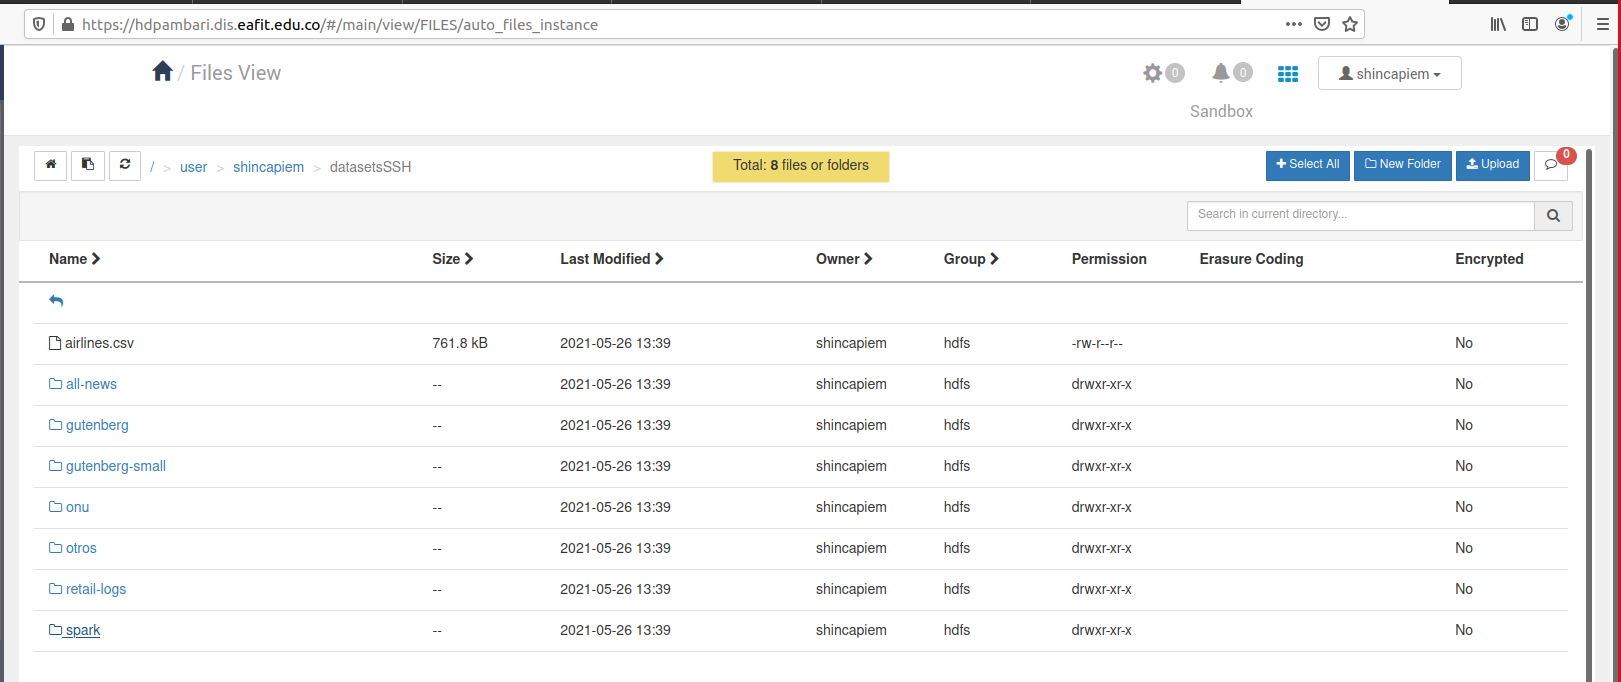 https://hdpambari.dis.eafit.edu.co/#/main/view/FILES/auto_files_instance
/ Files View
0 0 shincapiem
Sandbox
/ > user > shincapiem > datasetsSSH Total: 8 files or folders Select All New Folder Upload 0
Search in current directory...
Name Size Last Modified Owner Group Permission Erasure Coding Encrypted
airlines.csv 761.8 kB 2021-05-26 13:39 shincapiem hdfs -rw-r--r-- No
all-news -- 2021-05-26 13:39 shincapiem hdfs drwxr-xr-x No
gutenberg -- 2021-05-26 13:39 shincapiem hdfs drwxr-xr-x No
gutenberg-small -- 2021-05-26 13:39 shincapiem hdfs drwxr-xr-x No
onu -- 2021-05-26 13:39 shincapiem hdfs drwxr-xr-x No
otros -- 2021-05-26 13:39 shincapiem hdfs drwxr-xr-x No
retail-logs -- 2021-05-26 13:39 shincapiem hdfs drwxr-xr-x No
spark -- 2021-05-26 13:39 shincapiem hdfs drwxr-xr-x No